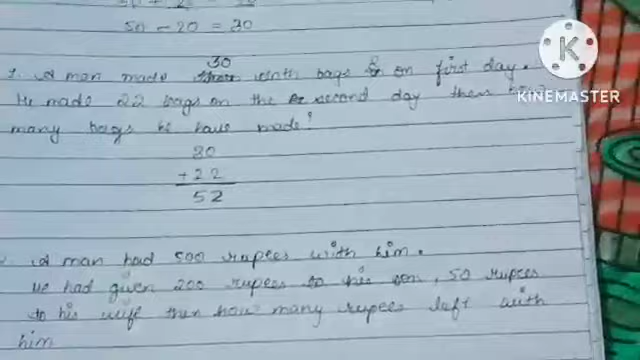 50 - 20 = 30
30
A man made bags on first day.
He made 22 bags on the second day then how
many bags he have made?
30
+22
52
A man had 500 rupees with him.
He had given 200 rupees to his son, 50 rupees
to his wife then how many rupees left with
him
K
KINEMASTER